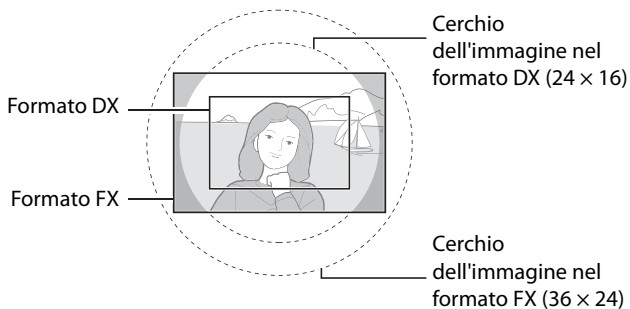 Cerchio
dell'immagine nel
formato DX (24 × 16)
Formato DX
Formato FX
Cerchio
dell'immagine nel
formato FX (36 × 24)